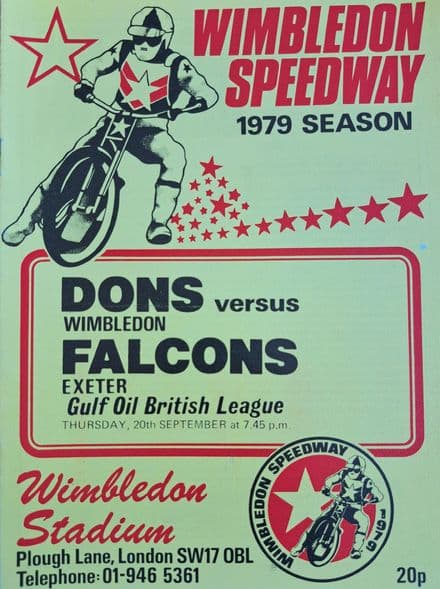 WIMBLEDON
SPEEDWAY
1979 SEASON
DONS versus
WIMBLEDON
FALCONS
EXETER
Gulf Oil British League
THURSDAY, 20th SEPTEMBER at 7.45 p.m.
Wimbledon
Stadium
Plough Lane, London SW17 OBL
Telephone: 01-946 5361
WIMBLEDON SPEEDWAY
1979
20p